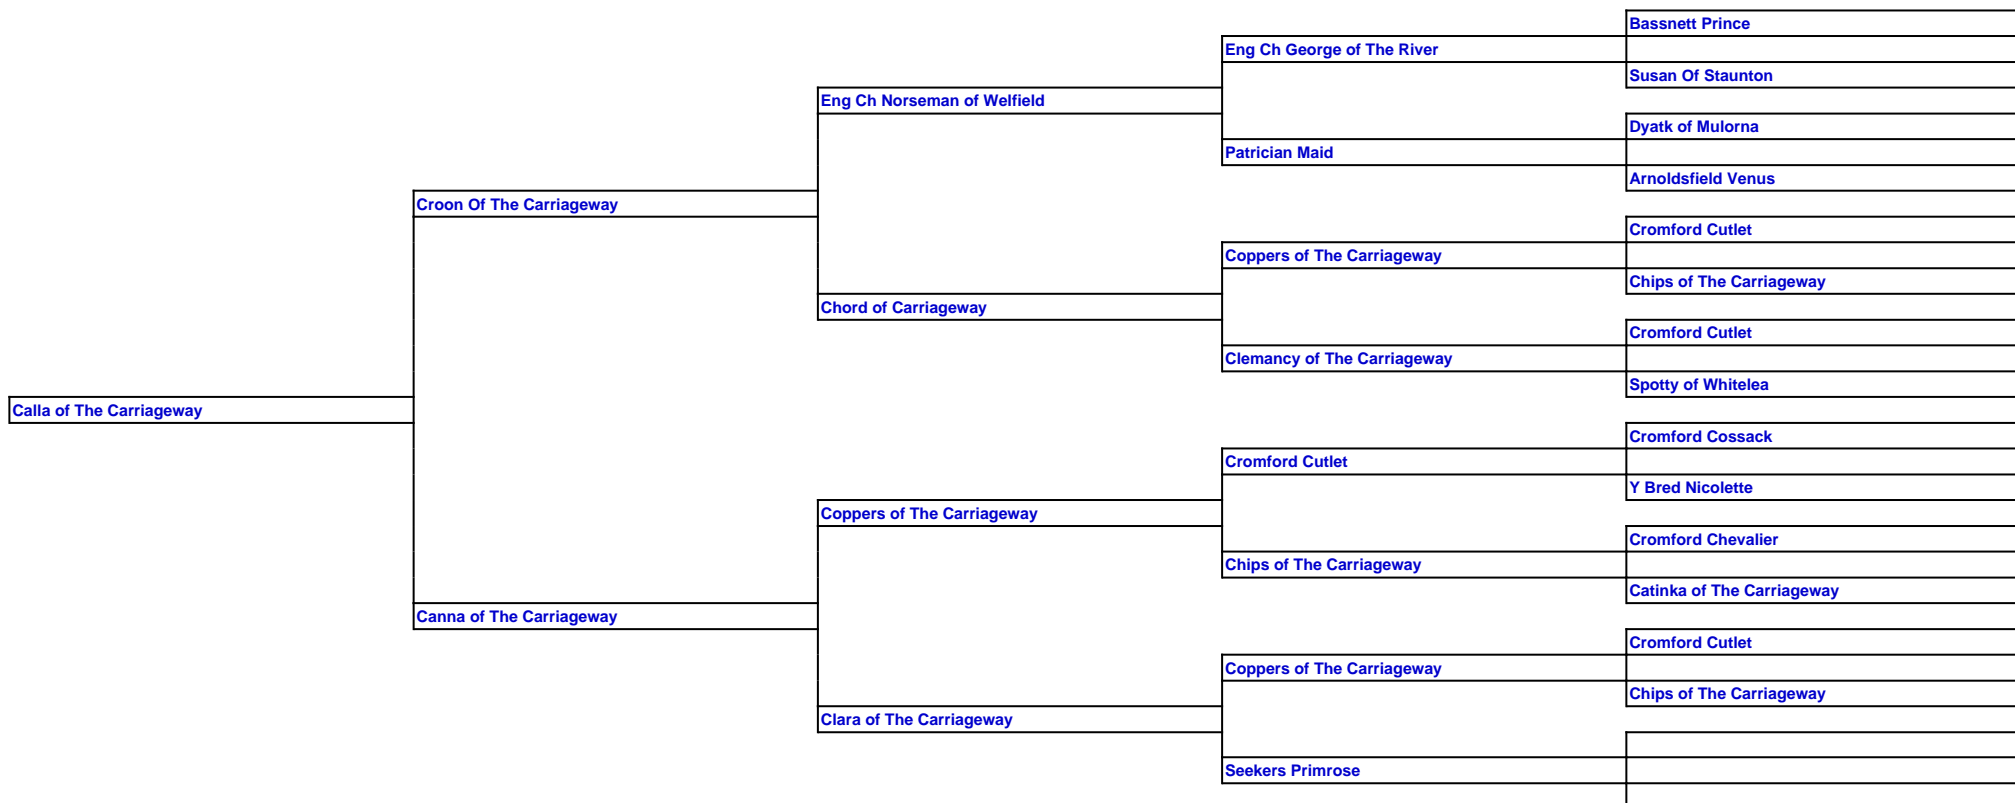 Bassnett Prince
Eng Ch George of The River
Susan Of Staunton
Eng Ch Norseman of Welfield
Dyatk of Mulorna
Patrician Maid
Arnoldsfield Venus
Croon Of The Carriageway
Cromford Cutlet
Coppers of The Carriageway
Chips of The Carriageway
Chord of Carriageway
Cromford Cutlet
Clemancy of The Carriageway
Spotty of Whitelea
Calla of The Carriageway
Cromford Cossack
Cromford Cutlet
Y Bred Nicolette
Coppers of The Carriageway
Cromford Chevalier
Chips of The Carriageway
Catinka of The Carriageway
Canna of The Carriageway
Cromford Cutlet
Coppers of The Carriageway
Chips of The Carriageway
Clara of The Carriageway
Seekers Primrose